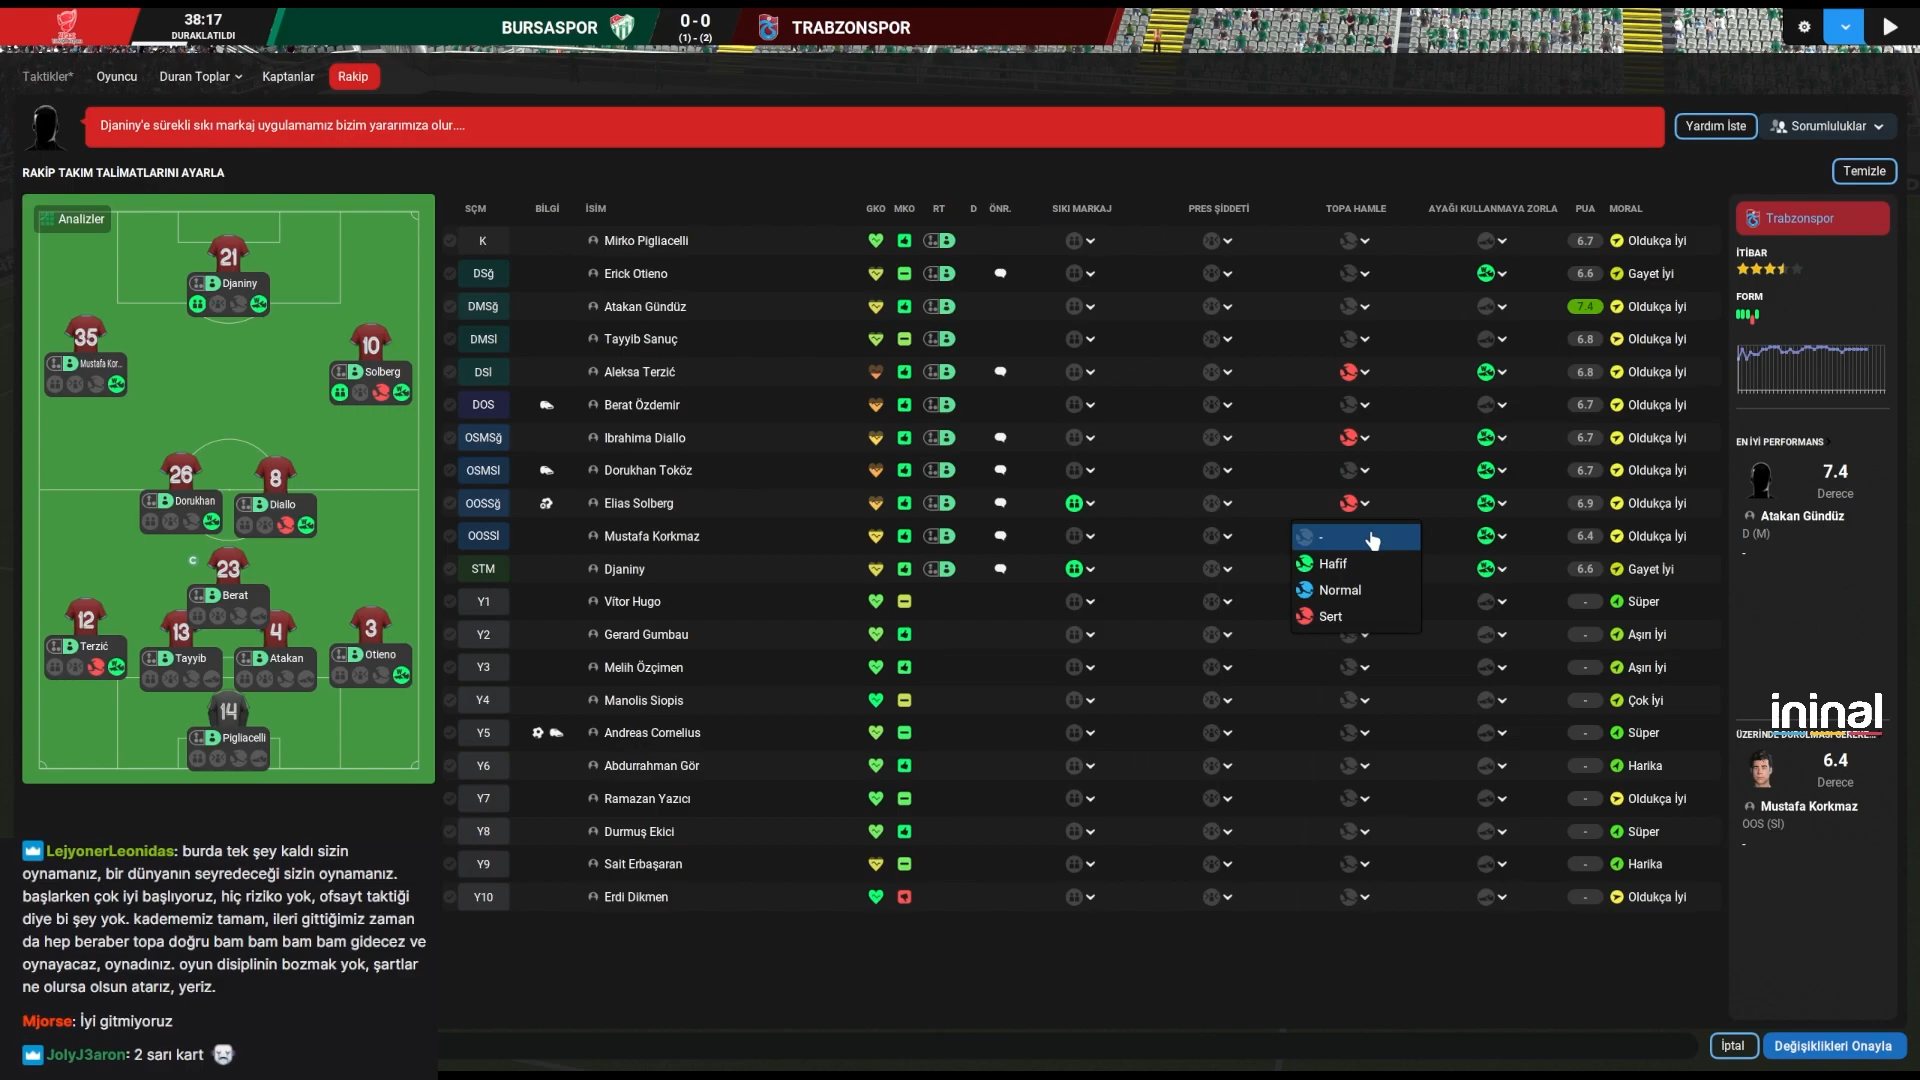 38:17
DURAKLATILDI
BURSASPOR
0-0
(1) - (2)
TRABZONSPOR
Taktikler*
Oyuncu
Duran Toplar
Kaptanlar
Rakip
Djaniny'e sürekli sıkı markaj uygulamamız bizim yararımıza olur....
Yardım İste
Sorumluluklar
RAKİP TAKIM TALİMATLARINI AYARLA
Temizle
Analizler
21
Djaniny
35
Mustafa Kor...
10
Solberg
26
Dorukhan
8
Diallo
C
23
Berat
12
Terzić
13
Tayyib
4
Atakan
3
Otieno
14
Pigliacelli
SÇM BİLGİ İSİM GKO MKO RT D ÖNR. SIKI MARKAJ PRES ŞİDDETİ TOPA HAMLE AYAĞI KULLANMAYA ZORLA PUA MORAL
K Mirko Pigliacelli 6.7 Oldukça İyi
DSğ Erick Otieno 6.6 Gayet İyi
DMSğ Atakan Gündüz 7.4 Oldukça İyi
DMSl Tayyib Sanuç 6.8 Oldukça İyi
DSl Aleksa Terzić 6.8 Oldukça İyi
DOS Berat Özdemir 6.7 Oldukça İyi
OSMSğ Ibrahima Diallo 6.7 Oldukça İyi
OSMSl Dorukhan Toköz 6.7 Oldukça İyi
OOSSğ Elias Solberg 6.9 Oldukça İyi
OOSSl Mustafa Korkmaz 6.4 Oldukça İyi
STM Djaniny 6.6 Gayet İyi
Y1 Vítor Hugo - Süper
Y2 Gerard Gumbau - Aşırı İyi
Y3 Melih Özçimen - Aşırı İyi
Y4 Manolis Siopis - Çok İyi
Y5 Andreas Cornelius - Süper
Y6 Abdurrahman Gör - Harika
Y7 Ramazan Yazıcı - Oldukça İyi
Y8 Durmuş Ekici - Süper
Y9 Sait Erbaşaran - Harika
Y10 Erdi Dikmen - Oldukça İyi
-
Hafif
Normal
Sert
Trabzonspor
İTİBAR
FORM
EN İYİ PERFORMANS
7.4
Derece
Atakan Gündüz
D (M)
-
ininal
6.4
Derece
Mustafa Korkmaz
OOS (Sl)
-
LejyonerLeonidas: burda tek şey kaldı sizin
oynamanız, bir dünyanın seyredeceği sizin oynamanız.
başlarken çok iyi başlıyoruz, hiç riziko yok, ofsayt taktiği
diye bi şey yok. kadememiz tamam, ileri gittiğimiz zaman
da hep beraber topa doğru bam bam bam bam gidecez ve
oynayacaz, oynadınız. oyun disiplinin bozmak yok, şartlar
ne olursa olsun atarız, yeriz.
Mjorse: İyi gitmiyoruz
JolyJ3aron: 2 sarı kart
İptal
Değişiklikleri Onayla